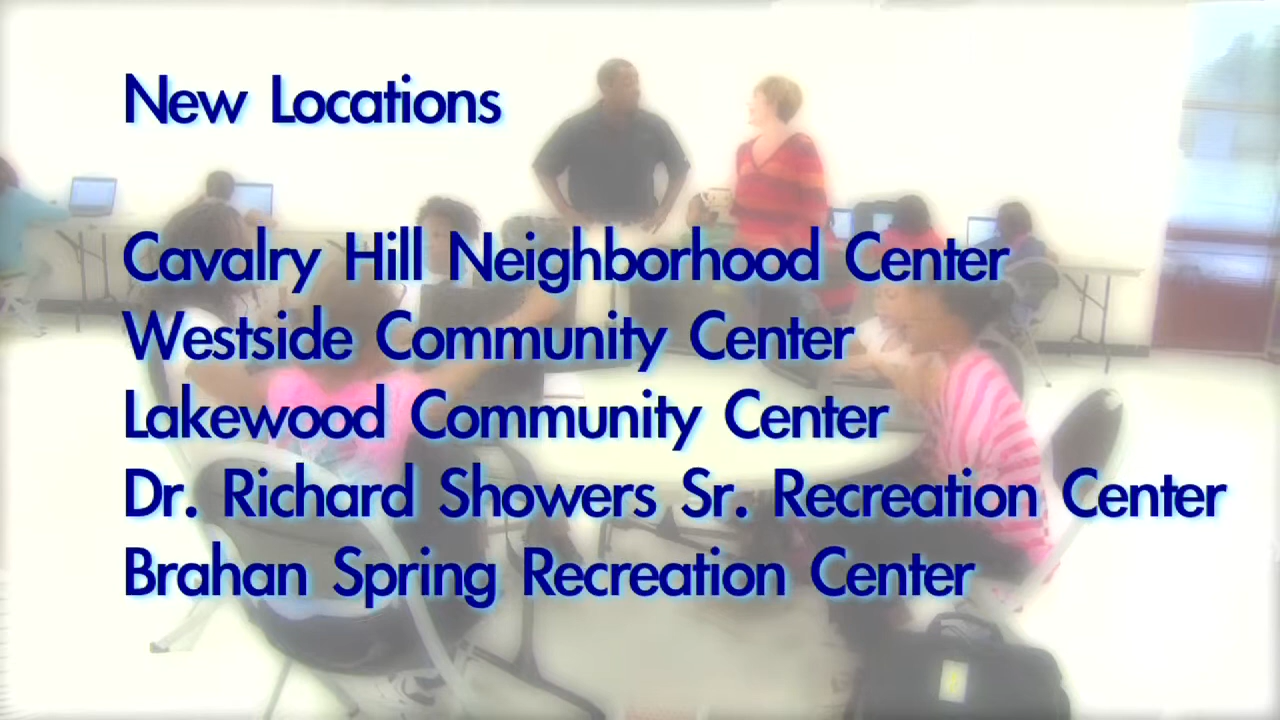 New Locations
Cavalry Hill Neighborhood Center
Westside Community Center
Lakewood Community Center
Dr. Richard Showers Sr. Recreation Center
Brahan Spring Recreation Center